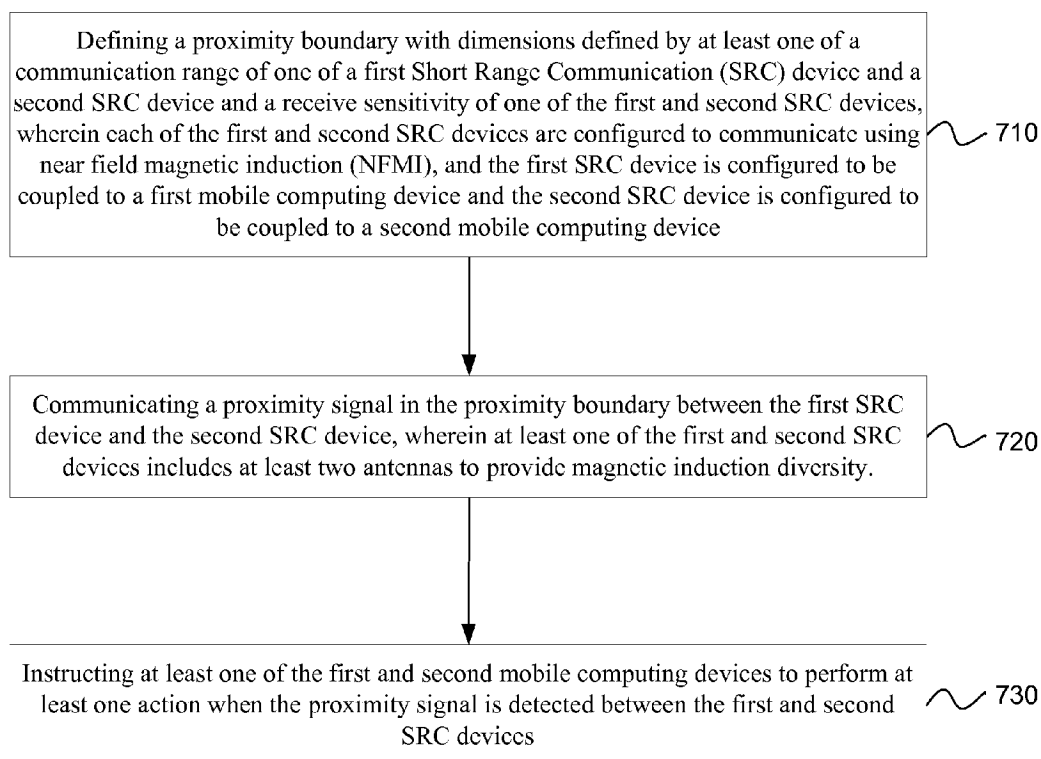 Defining a proximity boundary with dimensions defined by at least one of a
communication range of one of a first Short Range Communication (SRC) device and a
second SRC device and a receive sensitivity of one of the first and second SRC devices,
wherein each of the first and second SRC devices are configured to communicate using
near field magnetic induction (NFMI), and the first SRC device is configured to be
coupled to a first mobile computing device and the second SRC device is configured to
be coupled to a second mobile computing device
710
Communicating a proximity signal in the proximity boundary between the first SRC
device and the second SRC device, wherein at least one of the first and second SRC
devices includes at least two antennas to provide magnetic induction diversity.
720
Instructing at least one of the first and second mobile computing devices to perform at
least one action when the proximity signal is detected between the first and second
SRC devices
730